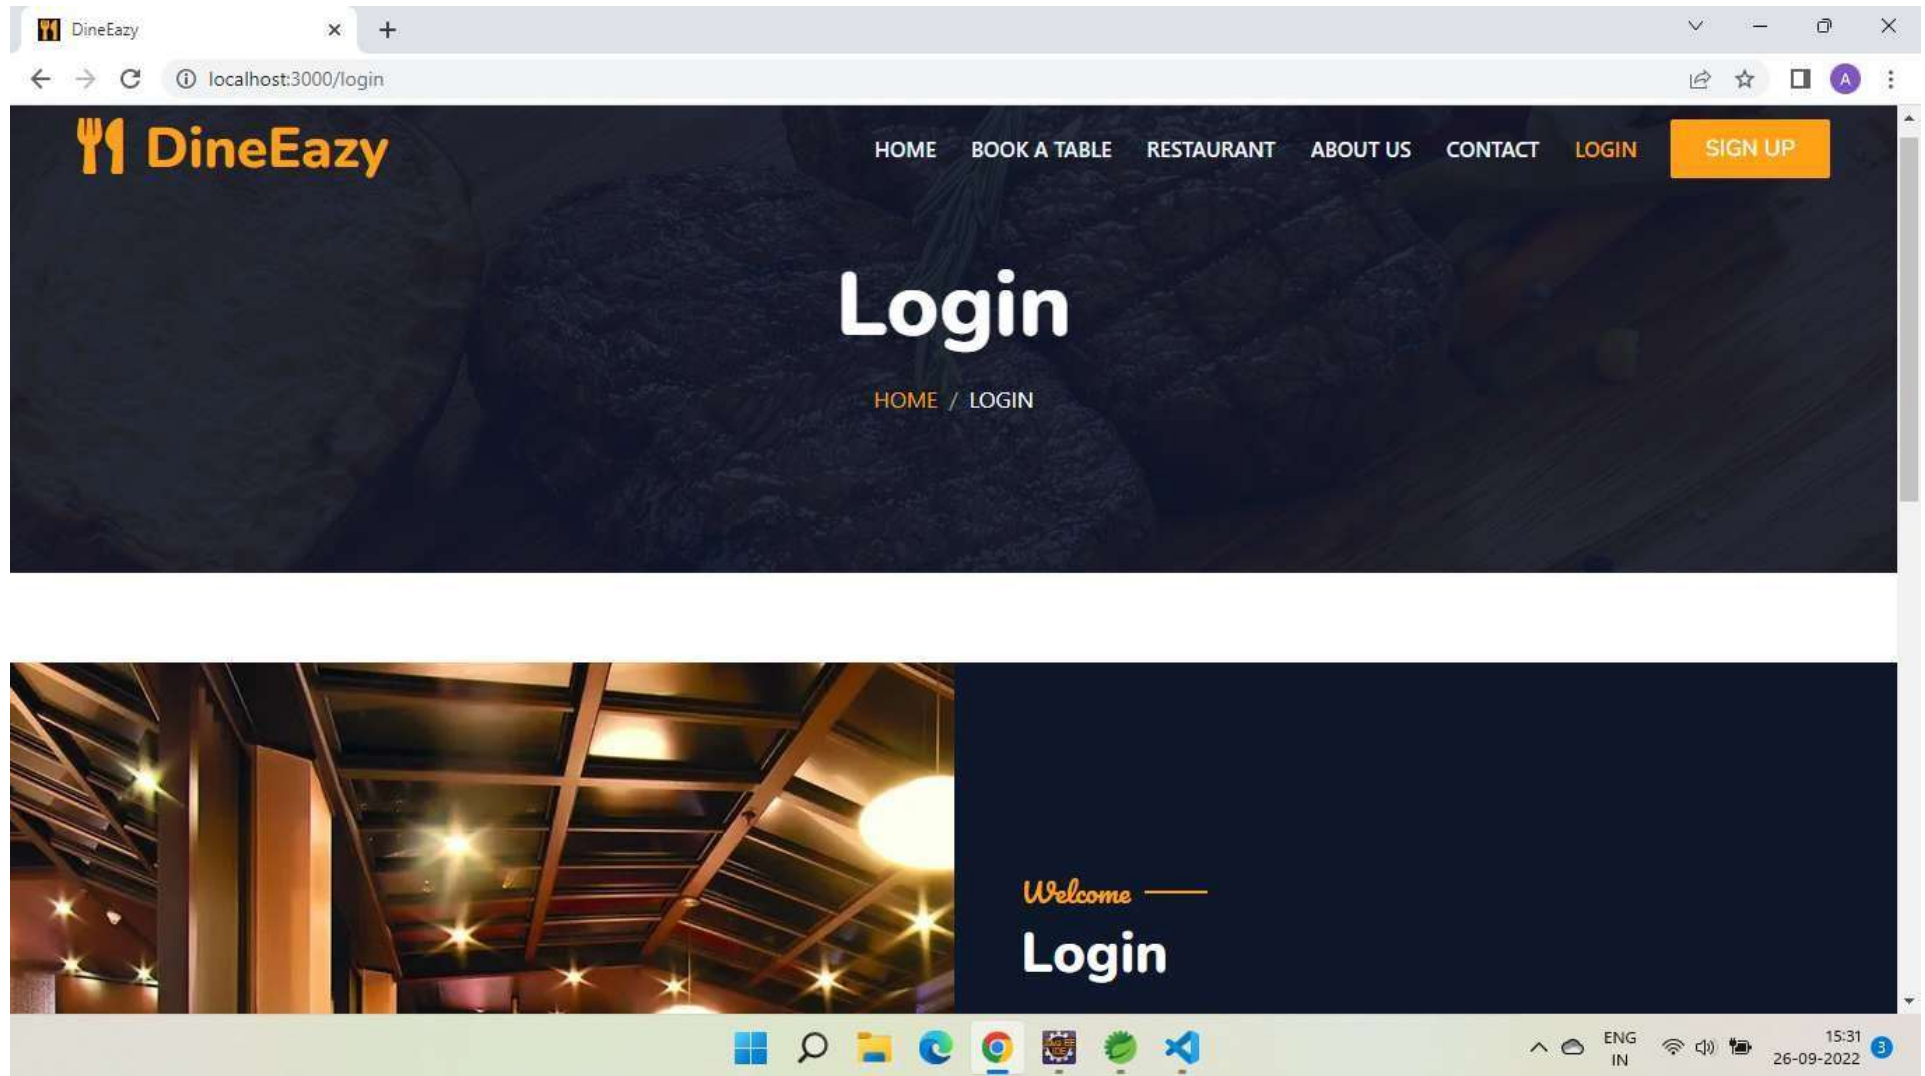 DineEazy
localhost:3000/login
DineEazy
HOME BOOK A TABLE RESTAURANT ABOUT US CONTACT LOGIN SIGN UP
Login
HOME / LOGIN
Welcome
Login
ENG
IN
15:31
26-09-2022
3
A